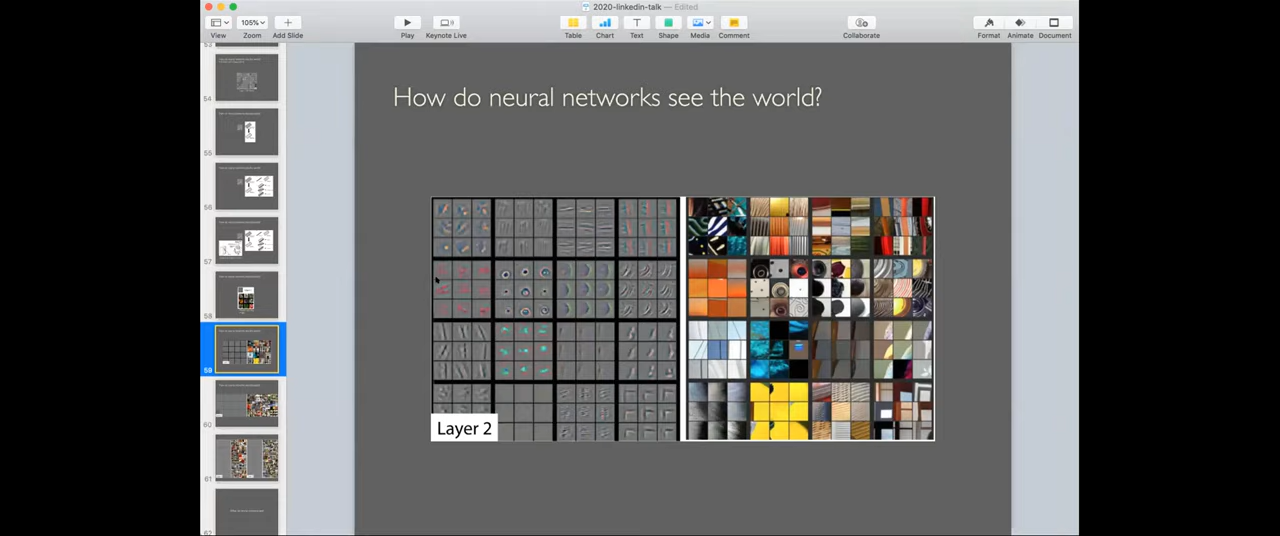 2020-linkedin-talk — Edited
105%
View
Zoom
Add Slide
Play
Keynote Live
Table
Chart
Text
Shape
Media
Comment
Collaborate
Format
Animate
Document
53
54
55
56
57
58
59
60
61
62
How do neural networks see the world?
Layer 2